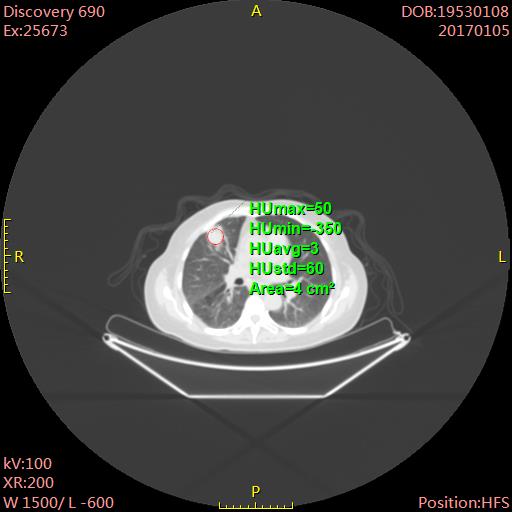 Discovery 690
Ex:25673
A
DOB:19530108
20170105
HUmax=50
HUmin=-350
HUavg=3
HUstd=60
Area=4 cm²
R
L
kV:100
XR:200
W 1500/ L -600
P
Position:HFS